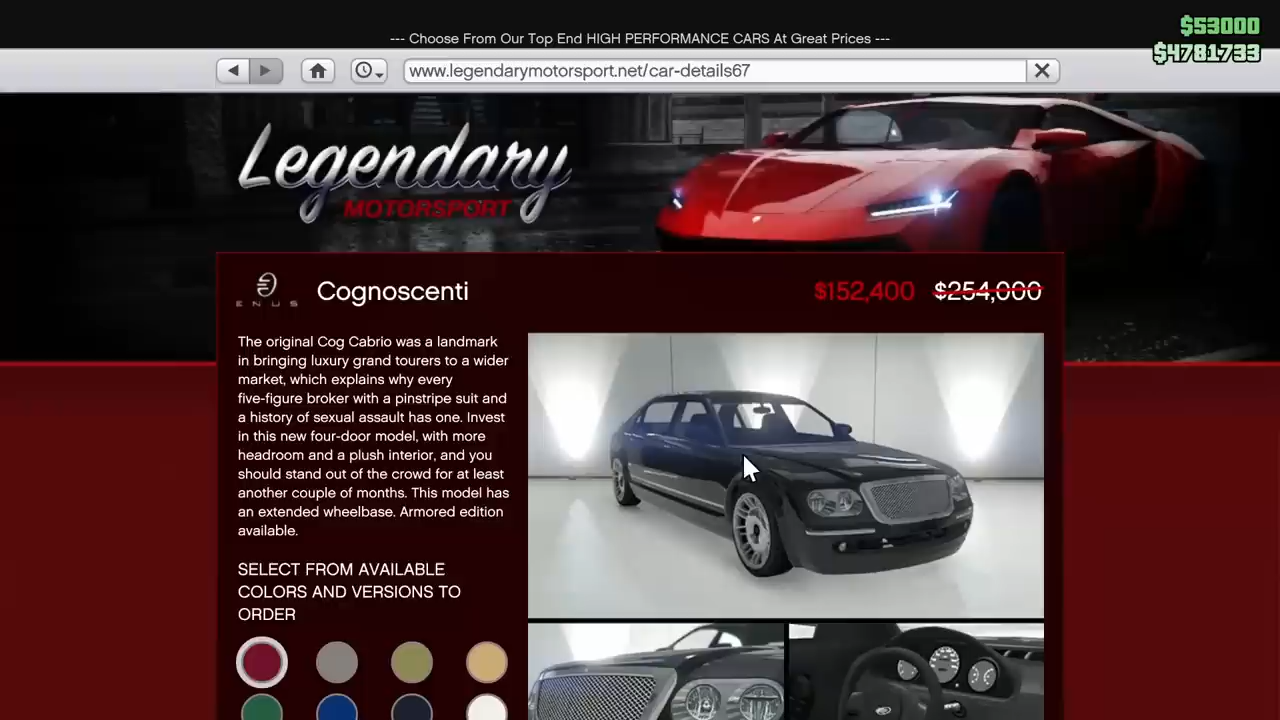 $53000
--- Choose From Our Top End HIGH PERFORMANCE CARS At Great Prices ---
$4781733
www.legendarymotorsport.net/car-details67
Legendary
MOTORSPORT
ENUS
Cognoscenti
$152,400 $254,000
The original Cog Cabrio was a landmark
in bringing luxury grand tourers to a wider
market, which explains why every
five-figure broker with a pinstripe suit and
a history of sexual assault has one. Invest
in this new four-door model, with more
headroom and a plush interior, and you
should stand out of the crowd for at least
another couple of months. This model has
an extended wheelbase. Armored edition
available.
SELECT FROM AVAILABLE
COLORS AND VERSIONS TO
ORDER